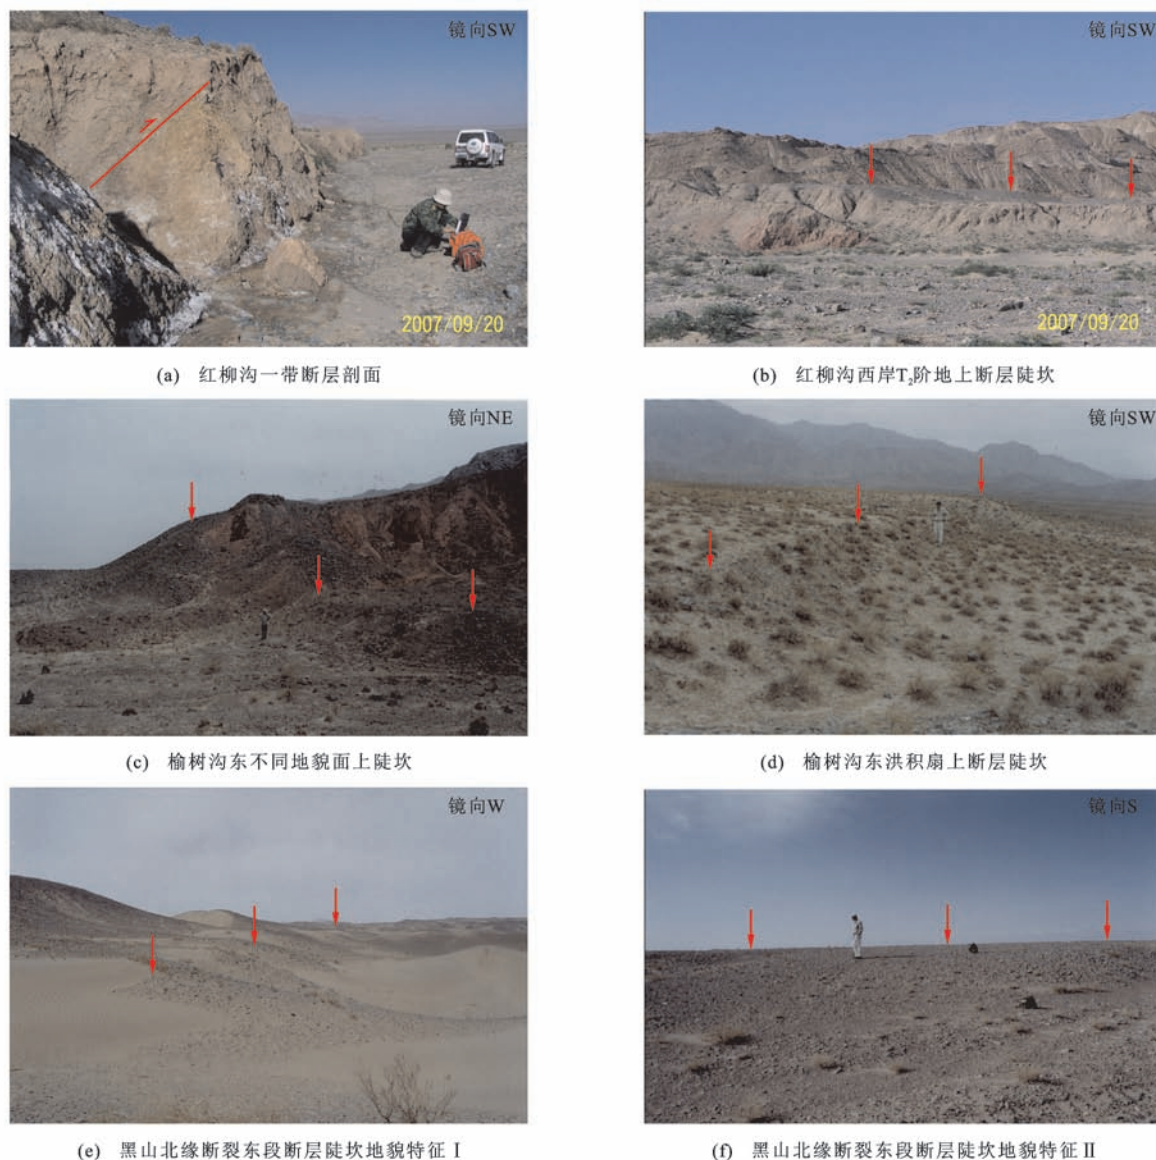 镜向SW
镜向SW
2007/09/20
2007/09/20
(a) 红柳沟一带断层剖面
(b) 红柳沟西岸T₂阶地上断层陡坎
镜向NE
镜向SW
(c) 榆树沟东不同地貌面上陡坎
(d) 榆树沟东洪积扇上断层陡坎
镜向W
镜向S
(e) 黑山北缘断裂东段断层陡坎地貌特征Ⅰ
(f) 黑山北缘断裂东段断层陡坎地貌特征Ⅱ